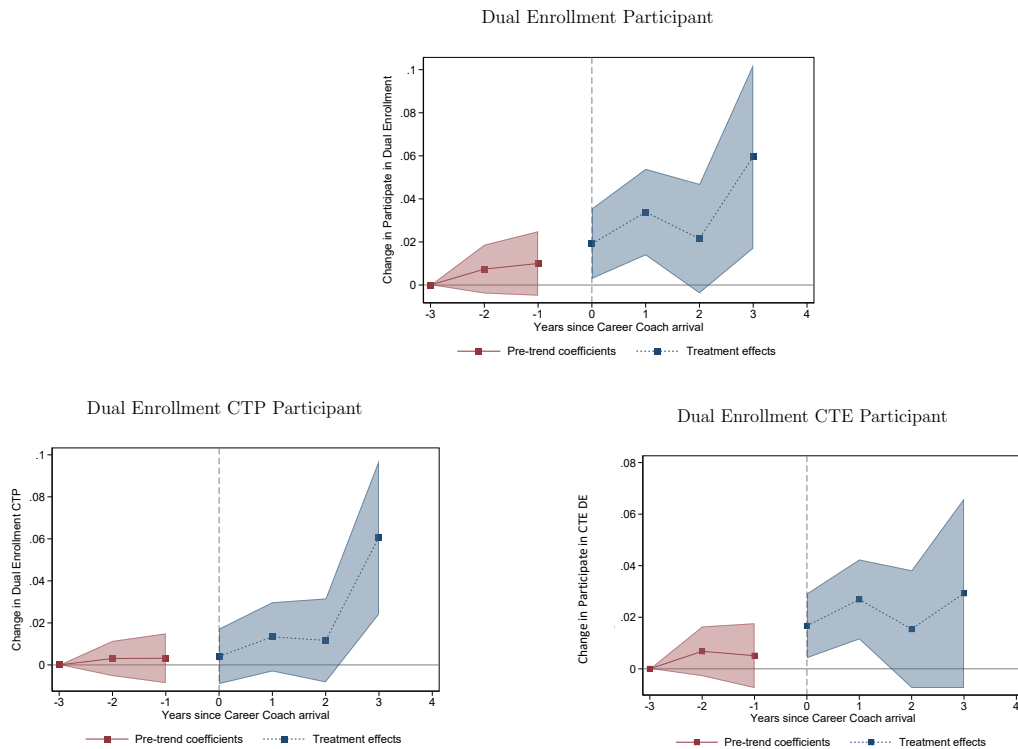 Dual Enrollment Participant
Change in Participate in Dual Enrollment
.1
.08
.06
.04
.02
0
-3 -2 -1 0 1 2 3 4
Years since Career Coach arrival
Pre-trend coefficients Treatment effects
Dual Enrollment CTP Participant
Change in Dual Enrollment CTP
.1
.08
.06
.04
.02
0
-3 -2 -1 0 1 2 3 4
Years since Career Coach arrival
Pre-trend coefficients Treatment effects
Dual Enrollment CTE Participant
Change in Participate in CTE DE
.08
.06
.04
.02
0
-3 -2 -1 0 1 2 3 4
Years since Career Coach arrival
Pre-trend coefficients Treatment effects